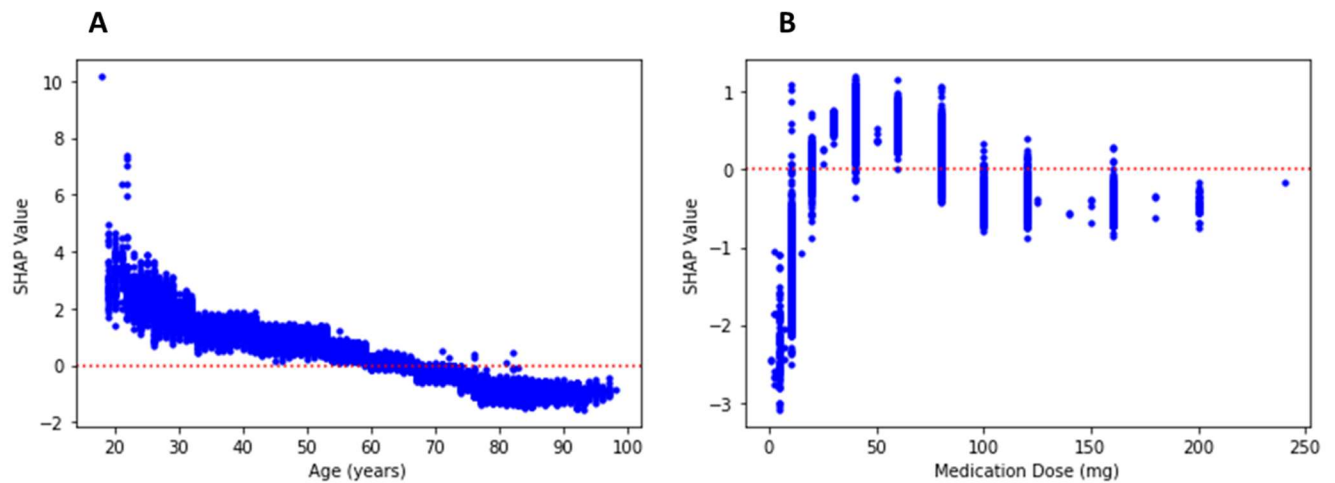 A
B
10
8
6
4
2
0
−2
SHAP Value
20 30 40 50 60 70 80 90 100
Age (years)
1
0
−1
−2
−3
SHAP Value
0 50 100 150 200 250
Medication Dose (mg)